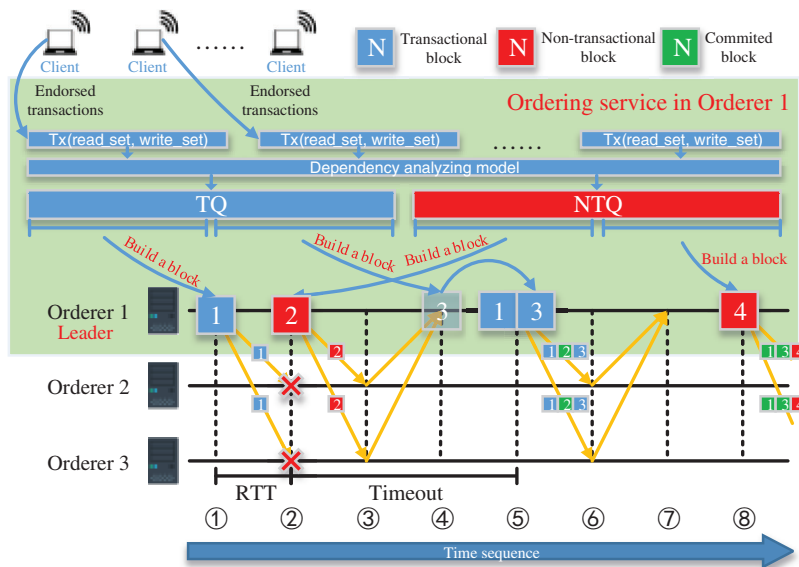 N Transactional block
N Non-transactional block
N Commited block
Client
Client
......
Client
Endorsed transactions
Endorsed transactions
Ordering service in Orderer 1
Tx(read_set, write_set)
Tx(read_set, write_set)
......
Tx(read_set, write_set)
Dependency analyzing model
TQ
NTQ
Build a block
Build a block
Build a block
Build a block
Orderer 1
Leader
1
2
3
1 3
4
1
2
1 2 3
1 3 4
Orderer 2
1
2
1 2 3
1 3 4
Orderer 3
RTT
Timeout
① ② ③ ④ ⑤ ⑥ ⑦ ⑧
Time sequence